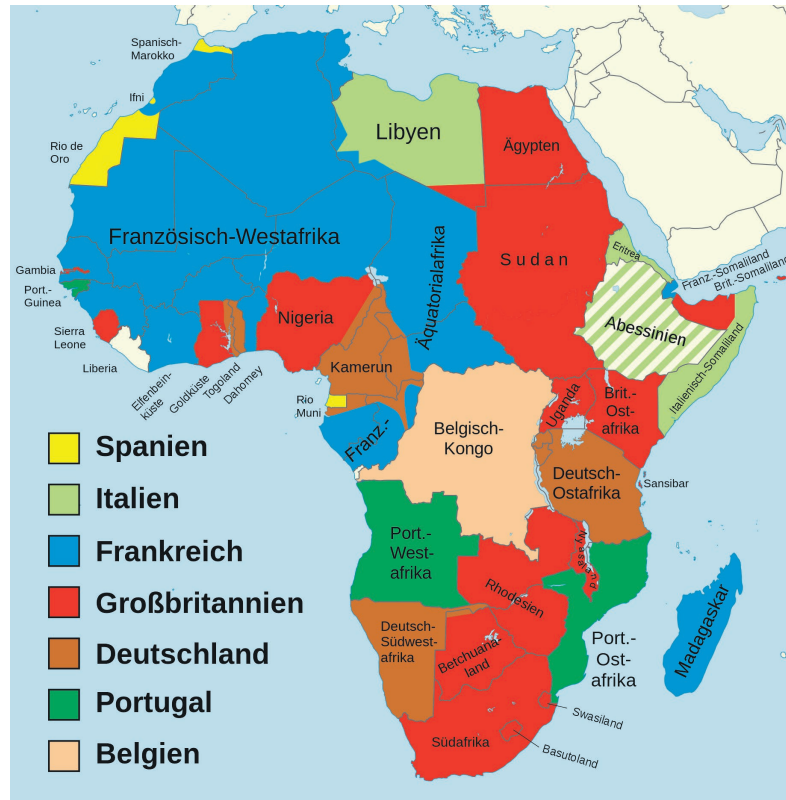 Spanisch-
Marokko
Ifni
Rio de
Oro
Libyen
Ägypten
Französisch-Westafrika
Äquatorialafrika
Sudan
Eritrea
Franz.-Somaliland
Brit.-Somaliland
Gambia
Port.-
Guinea
Sierra
Leone
Liberia
Elfenbein-
küste
Goldküste
Togoland
Dahomey
Nigeria
Kamerun
Abessinien
Italienisch-Somaliland
Rio
Muni
Franz.-
Belgisch-
Kongo
Uganda
Brit.-
Ost-
afrika
Deutsch-
Ostafrika
Sansibar
Spanien
Italien
Frankreich
Großbritannien
Deutschland
Portugal
Belgien
Port.-
West-
afrika
Nyasaland
Rhodesien
Deutsch-
Südwest-
afrika
Betchuana-
land
Port.-
Ost-
afrika
Madagaskar
Südafrika
Swasiland
Basutoland